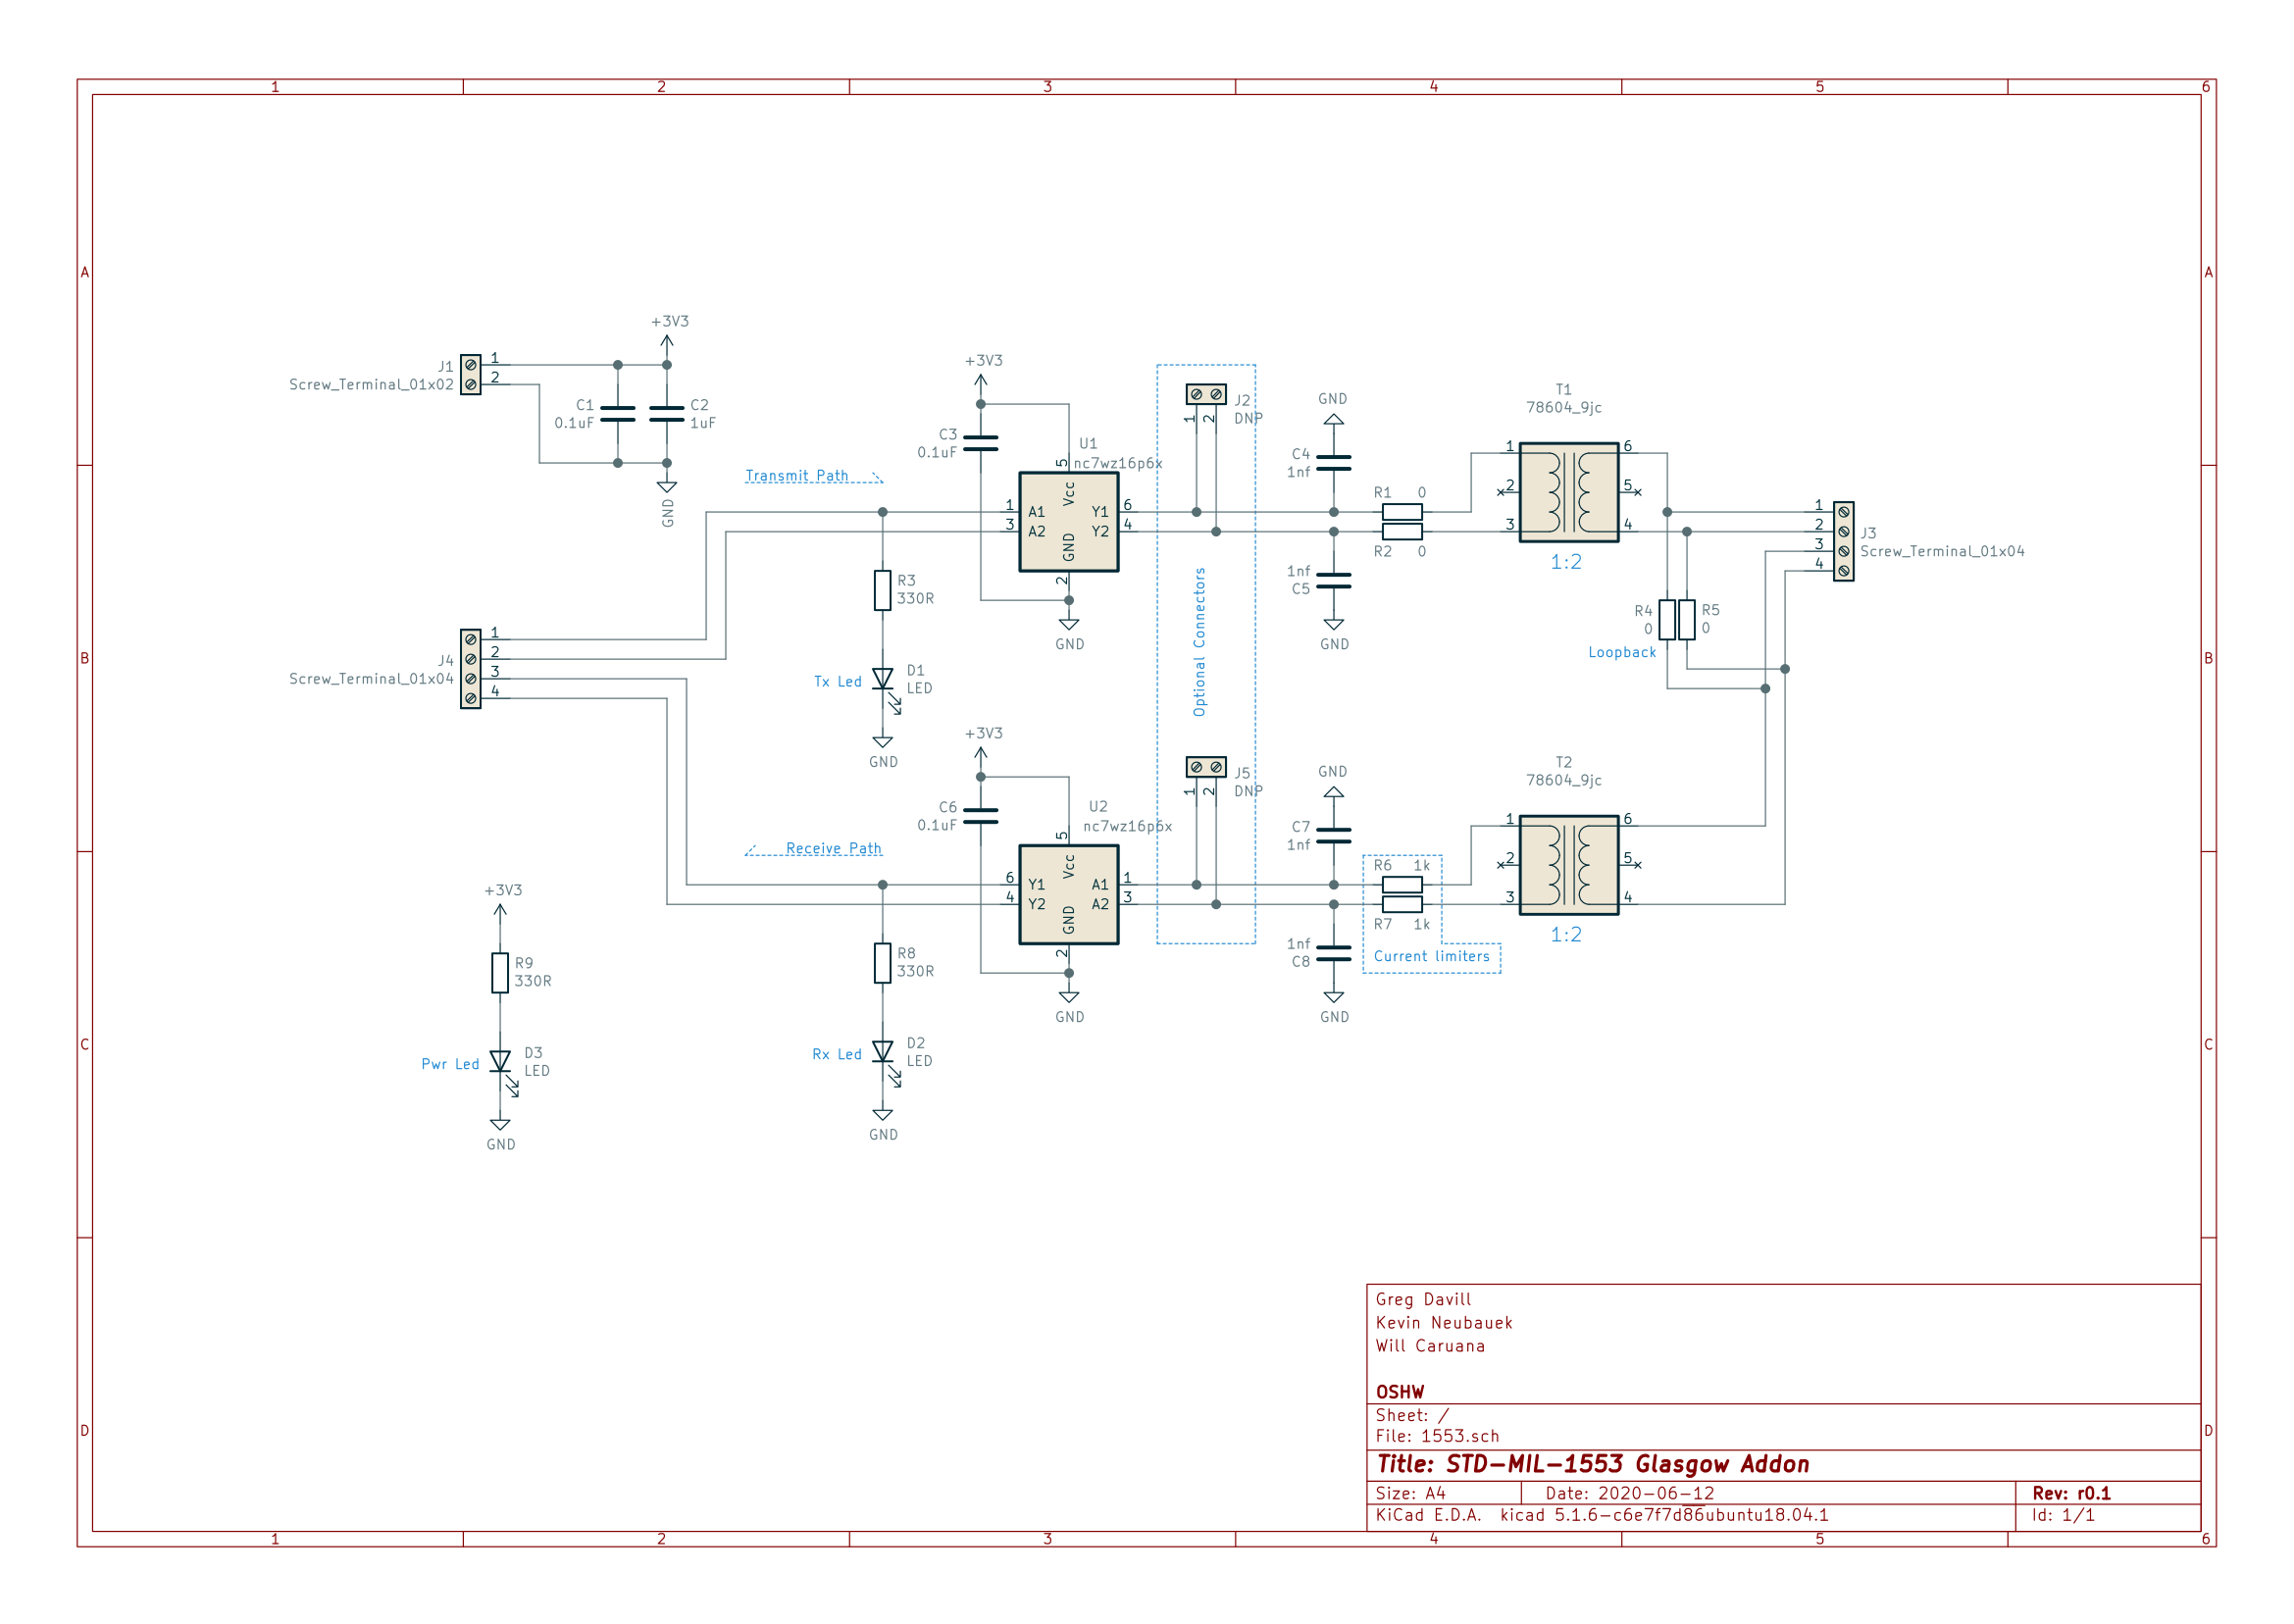 1 2 3 4 5 6
A
A
B
B
C
C
D
D
+3V3
J1
Screw_Terminal_01x02
1
2
C1
0.1uF
C2
1uF
GND
Transmit Path
+3V3
C3
0.1uF
U1
nc7wz16p6x
5
Vcc
1 A1 Y1 6
3 A2 Y2 4
GND
2
GND
J2
DNP
1 2
GND
C4
1nf
R1 0
R2 0
1nf
C5
GND
T1
78604_9jc
1 6
2 5
3 4
1:2
1
2
3
4
J3
Screw_Terminal_01x04
R4
0
R5
0
Loopback
Optional Connectors
J4
Screw_Terminal_01x04
1
2
3
4
R3
330R
Tx Led
D1
LED
GND
+3V3
C6
0.1uF
U2
nc7wz16p6x
5
Vcc
6 Y1 A1 1
4 Y2 A2 3
GND
2
GND
Receive Path
J5
DNP
1 2
GND
C7
1nf
R6 1k
R7 1k
Current limiters
1nf
C8
GND
T2
78604_9jc
1 6
2 5
3 4
1:2
+3V3
R9
330R
Pwr Led
D3
LED
GND
R8
330R
Rx Led
D2
LED
GND
Greg Davill
Kevin Neubauek
Will Caruana
OSHW
Sheet: /
File: 1553.sch
Title: STD-MIL-1553 Glasgow Addon
Size: A4 Date: 2020-06-12 Rev: r0.1
KiCad E.D.A. kicad 5.1.6-c6e7f7d86ubuntu18.04.1 Id: 1/1
1 2 3 4 5 6